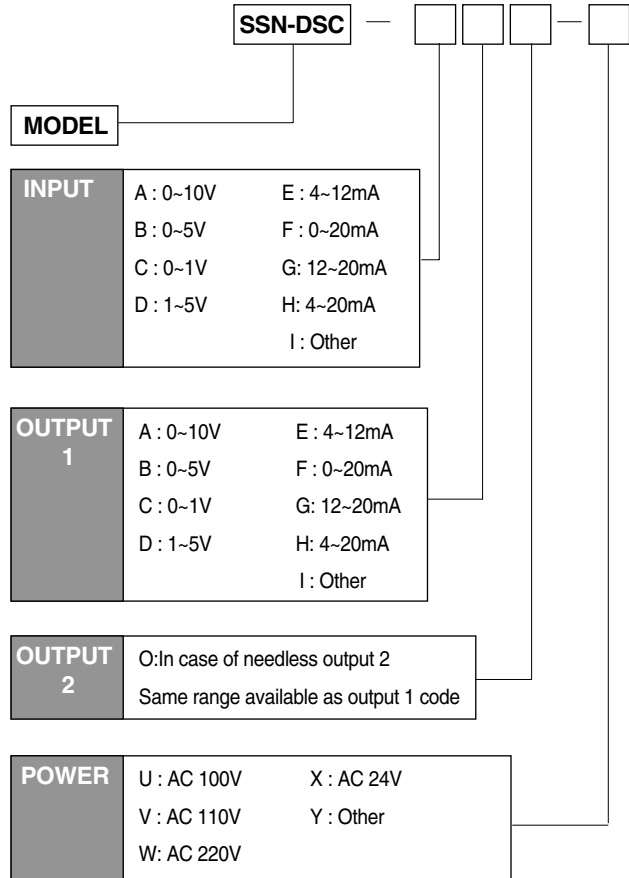 SSN-DSC — —
MODEL
INPUT
A : 0~10V E : 4~12mA
B : 0~5V F : 0~20mA
C : 0~1V G: 12~20mA
D : 1~5V H: 4~20mA
I : Other
OUTPUT
1
A : 0~10V E : 4~12mA
B : 0~5V F : 0~20mA
C : 0~1V G: 12~20mA
D : 1~5V H: 4~20mA
I : Other
OUTPUT
2
O:In case of needless output 2
Same range available as output 1 code
POWER
U : AC 100V X : AC 24V
V : AC 110V Y : Other
W: AC 220V